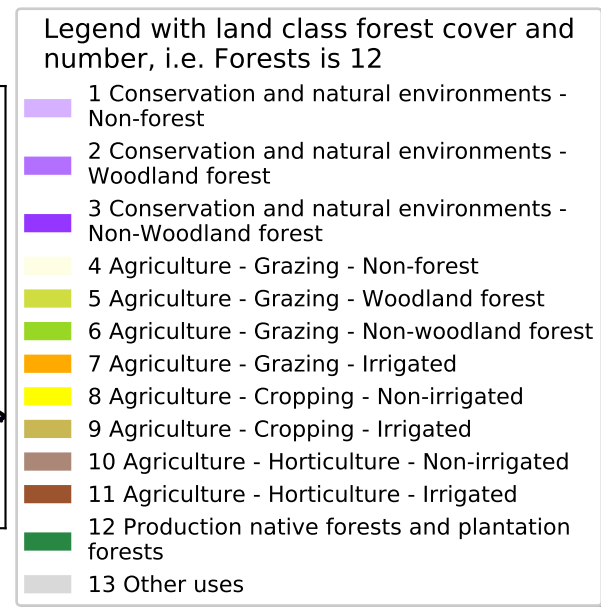 Legend with land class forest cover and
number, i.e. Forests is 12
1 Conservation and natural environments -
Non-forest
2 Conservation and natural environments -
Woodland forest
3 Conservation and natural environments -
Non-Woodland forest
4 Agriculture - Grazing - Non-forest
5 Agriculture - Grazing - Woodland forest
6 Agriculture - Grazing - Non-woodland forest
7 Agriculture - Grazing - Irrigated
8 Agriculture - Cropping - Non-irrigated
9 Agriculture - Cropping - Irrigated
10 Agriculture - Horticulture - Non-irrigated
11 Agriculture - Horticulture - Irrigated
12 Production native forests and plantation
forests
13 Other uses